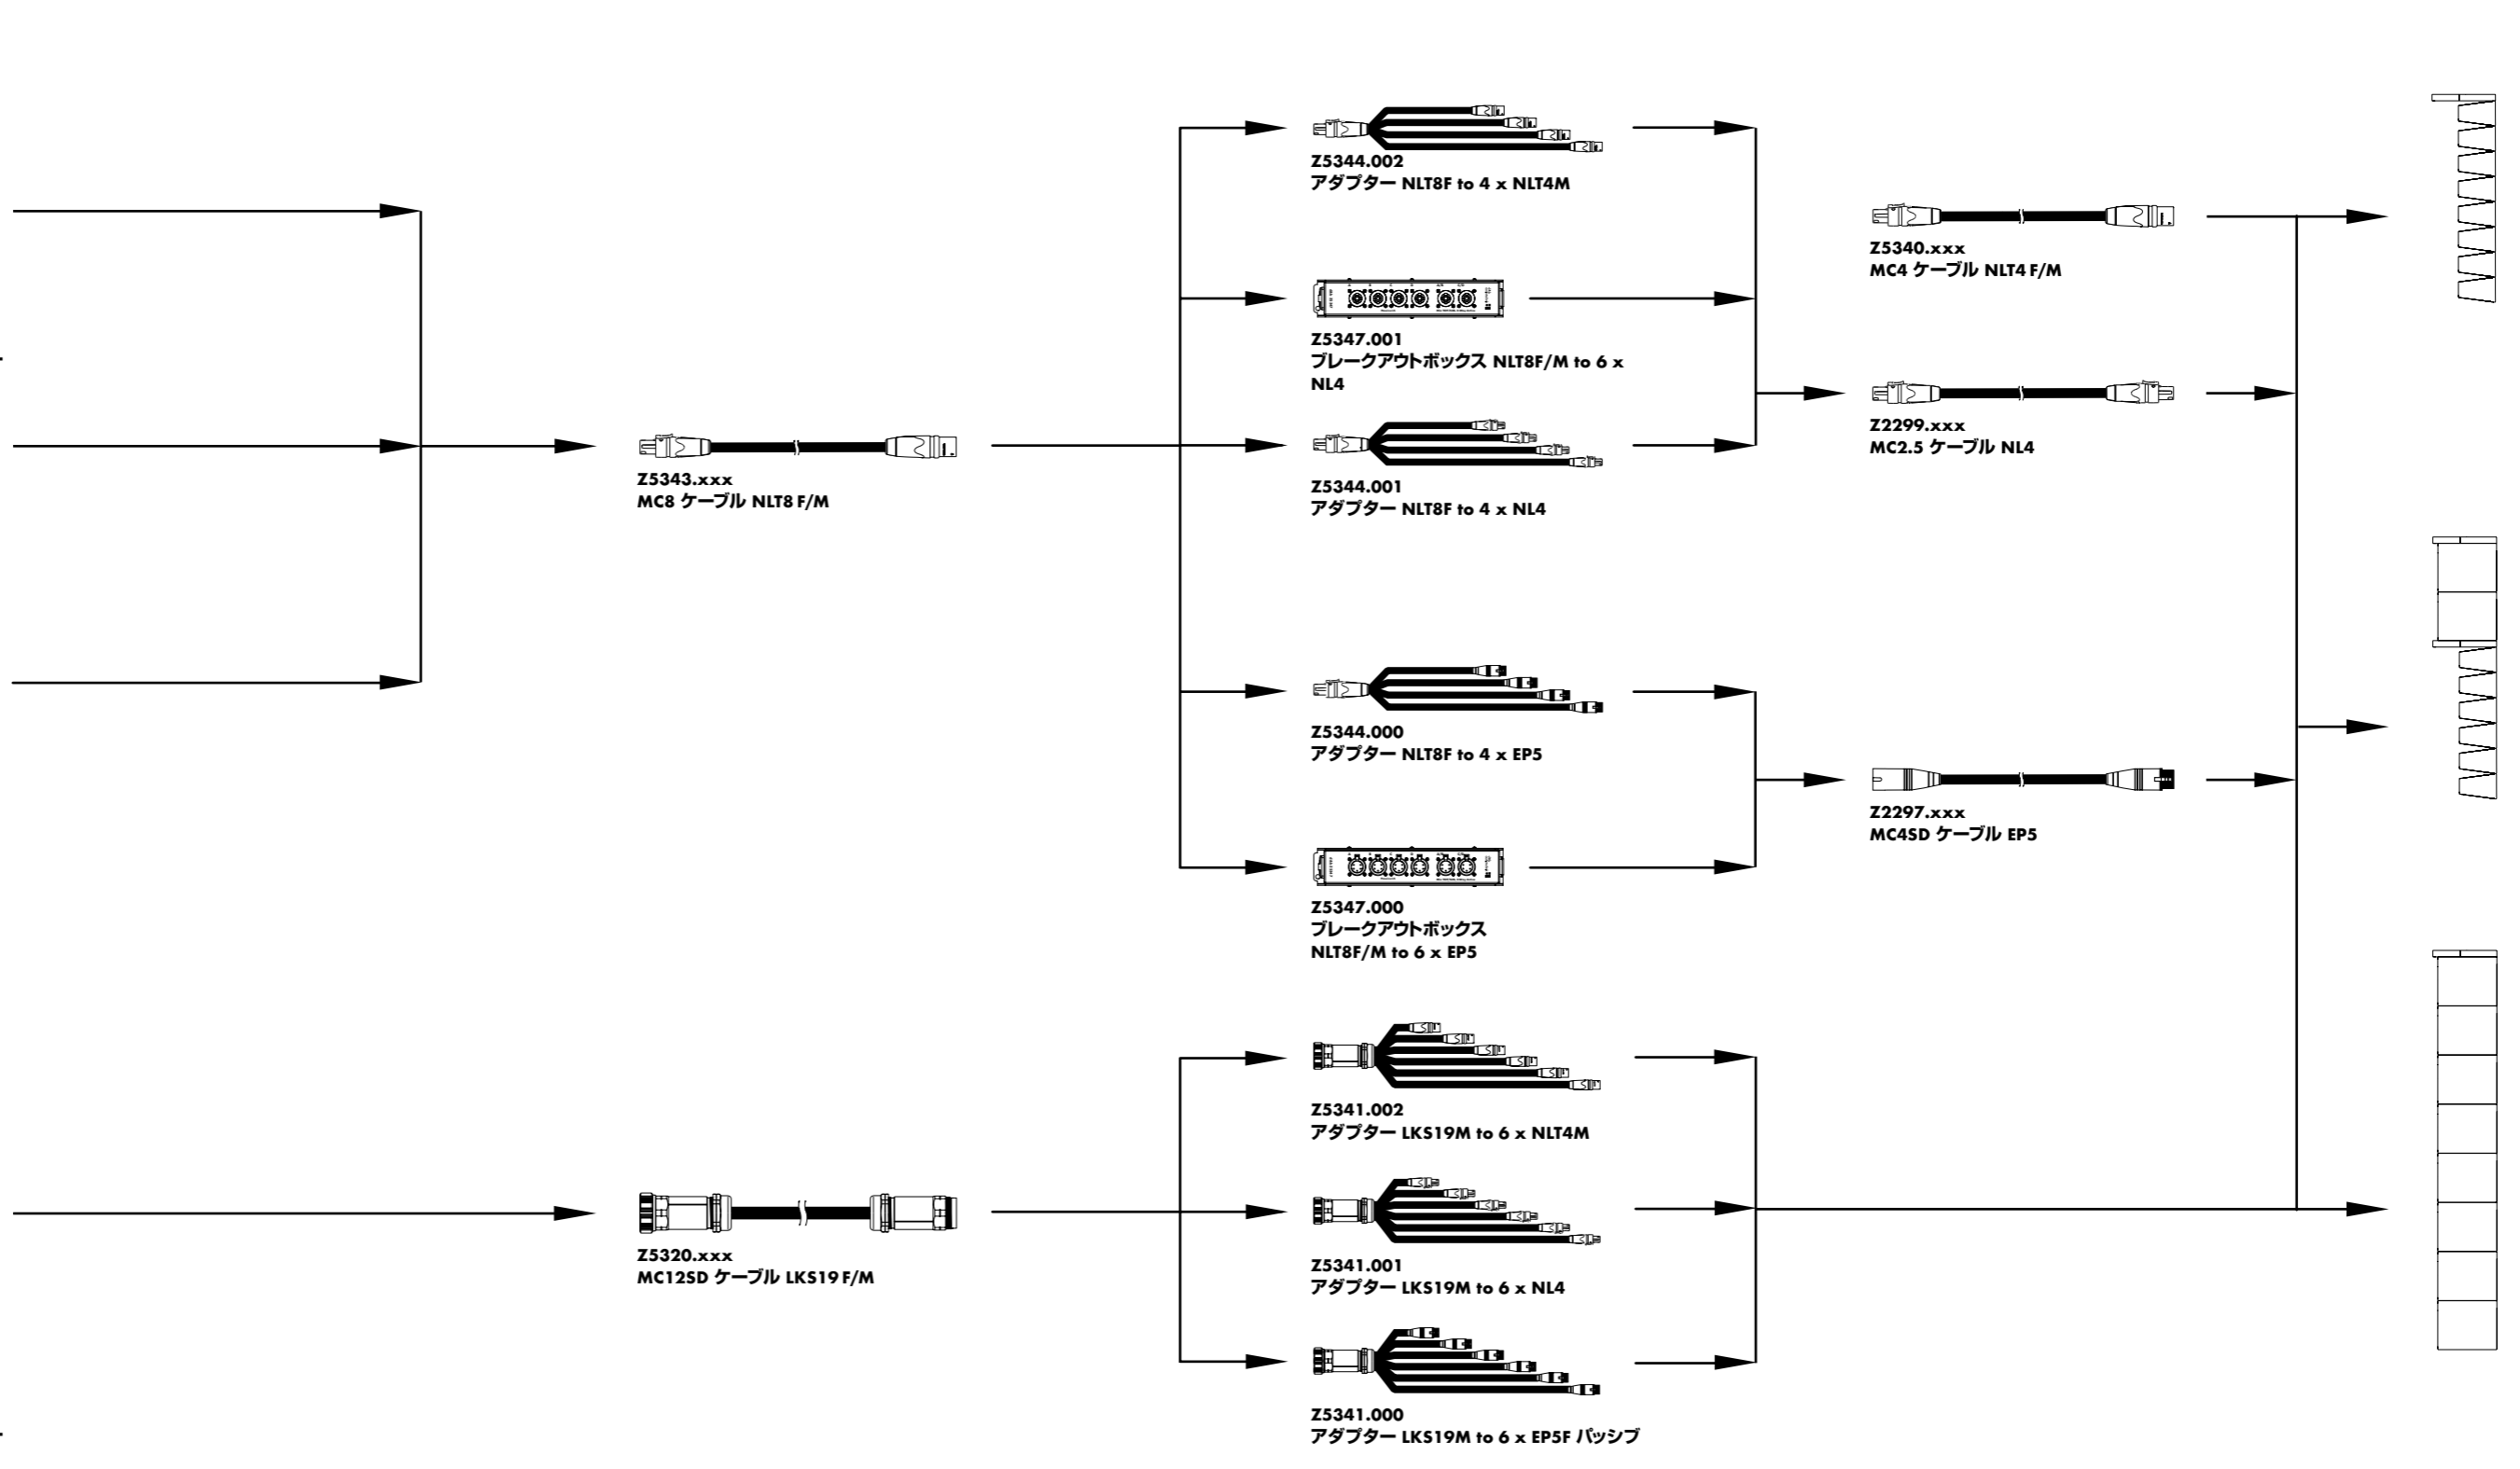 Z5344.002
アダプター NLT8F to 4 x NLT4M
Z5347.001
ブレークアウトボックス NLT8F/M to 6 x
NL4
Z5344.001
アダプター NLT8F to 4 x NL4
Z5340.xxx
MC4 ケーブル NLT4 F/M
Z2299.xxx
MC2.5 ケーブル NL4
Z5343.xxx
MC8 ケーブル NLT8 F/M
Z5344.000
アダプター NLT8F to 4 x EP5
Z5347.000
ブレークアウトボックス
NLT8F/M to 6 x EP5
Z2297.xxx
MC4SD ケーブル EP5
Z5320.xxx
MC12SD ケーブル LKS19 F/M
Z5341.002
アダプター LKS19M to 6 x NLT4M
Z5341.001
アダプター LKS19M to 6 x NL4
Z5341.000
アダプター LKS19M to 6 x EP5F パッシブ